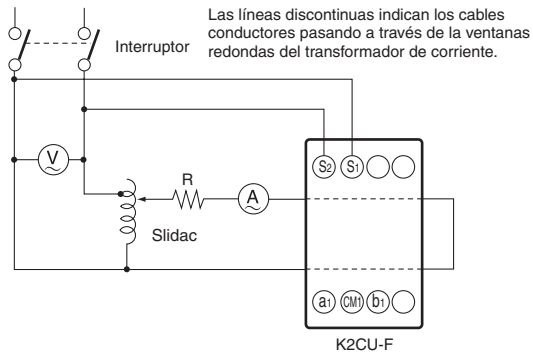 Las líneas discontinuas indican los cables
conductores pasando a través de la ventanas
redondas del transformador de corriente.
Interruptor
V
S2 S1
R
A
Slidac
a1 CM1 b1
K2CU-F